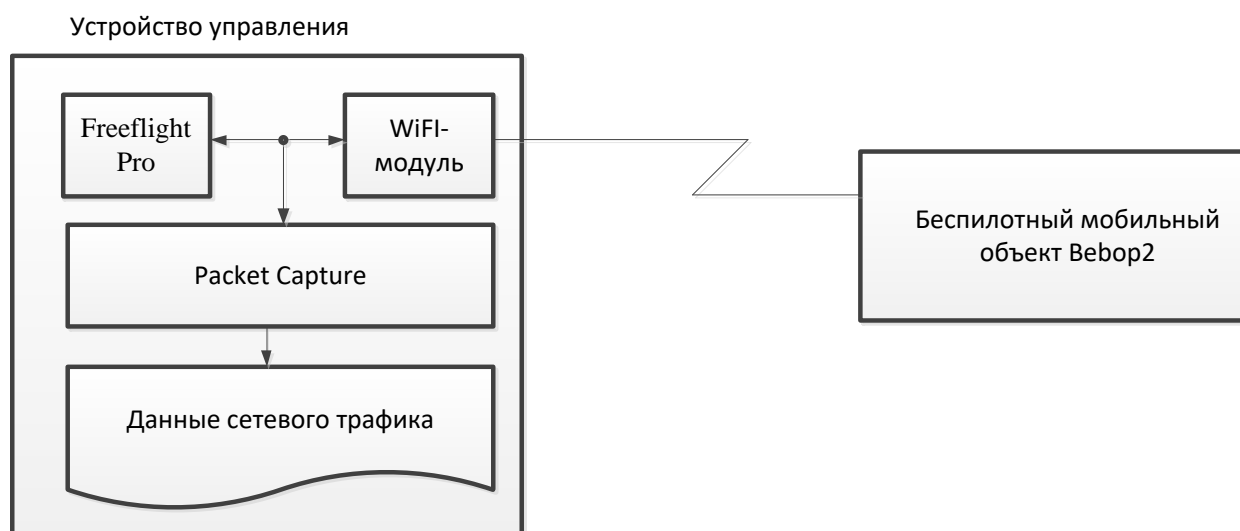 Устройство управления
Freeflight
Pro
WiFI-
модуль
Беспилотный мобильный
объект Bebop2
Packet Capture
Данные сетевого трафика